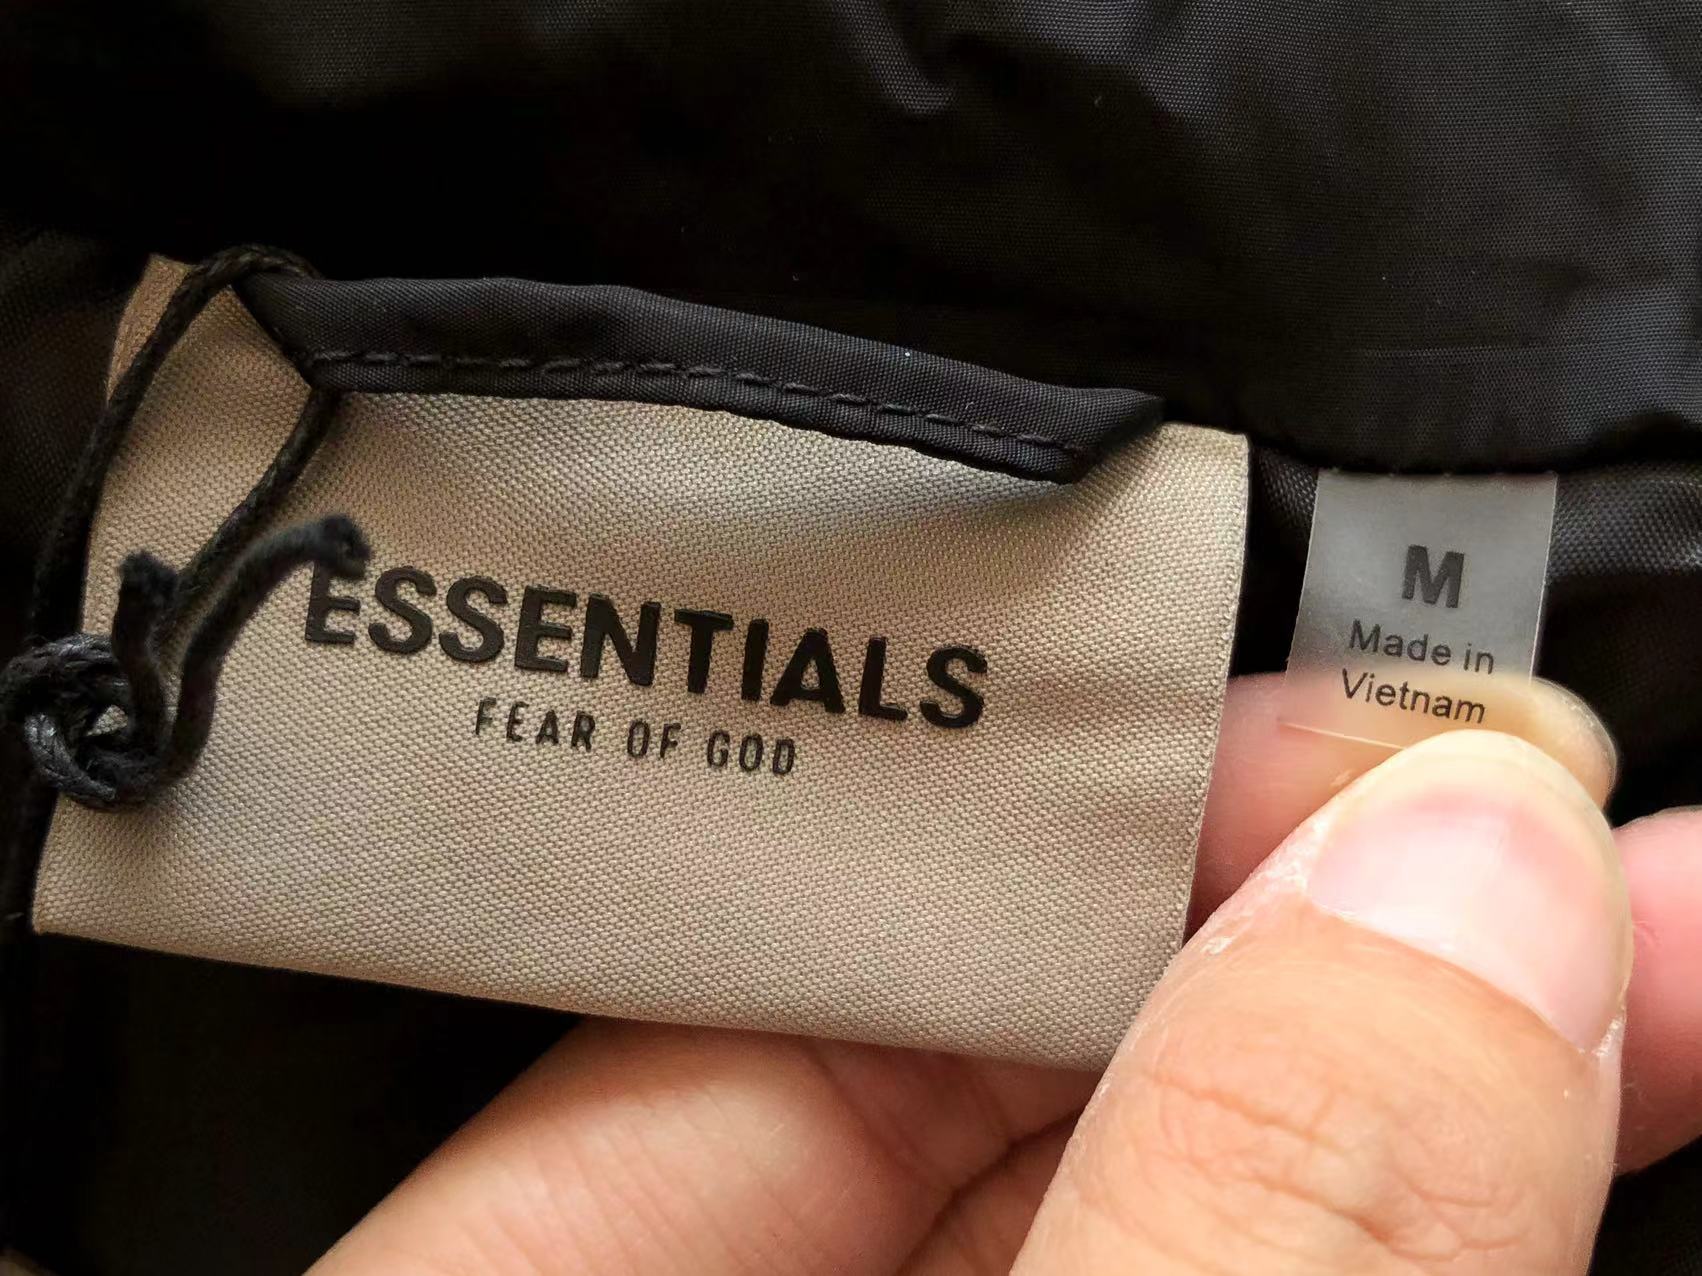 ESSENTIALS
FEAR OF GOD
M
Made in
Vietnam